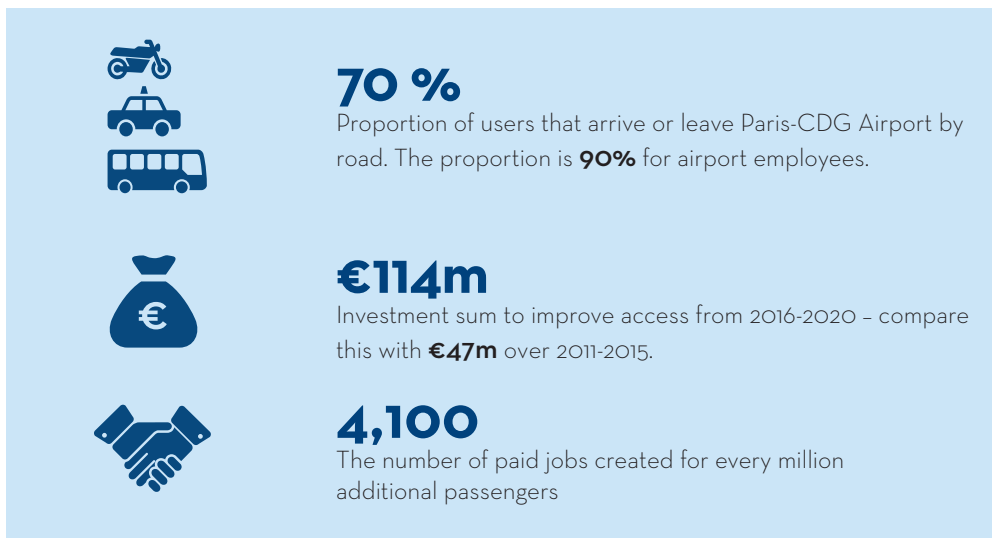 70 %
Proportion of users that arrive or leave Paris-CDG Airport by
road. The proportion is 90% for airport employees.
€
€114m
Investment sum to improve access from 2016-2020 – compare
this with €47m over 2011-2015.
4,100
The number of paid jobs created for every million
additional passengers